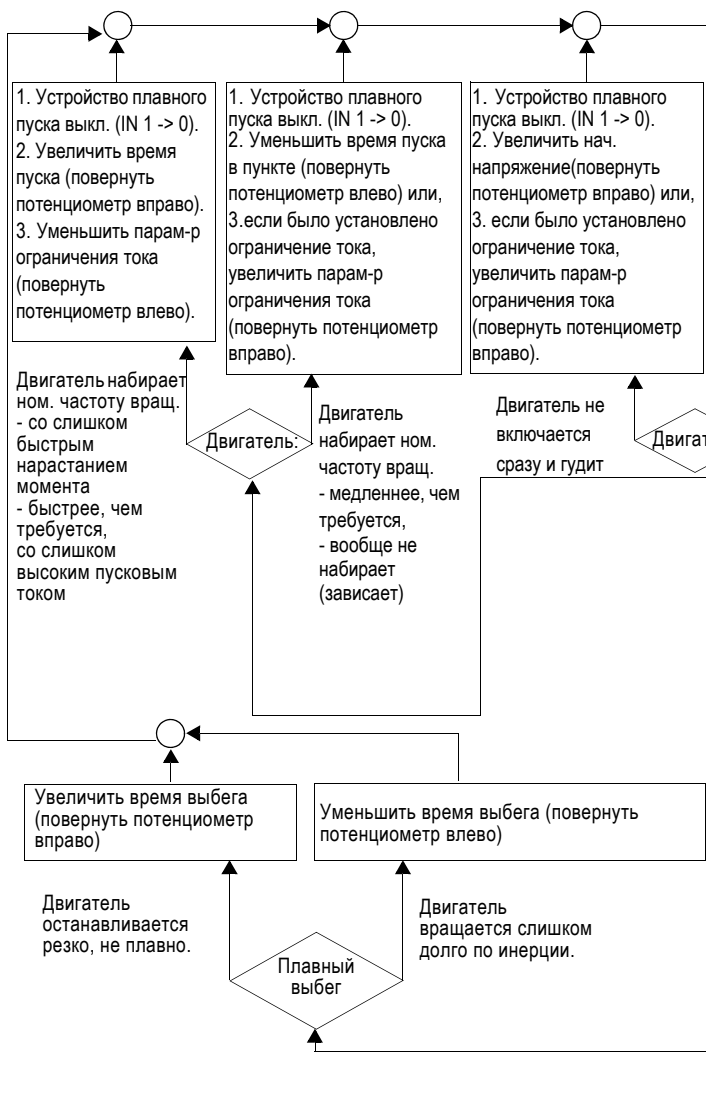 1. Устройство плавного
пуска выкл. (IN 1 -> 0).
2. Увеличить время
пуска (повернуть
потенциометр вправо).
3. Уменьшить парам-р
ограничения тока
(повернуть
потенциометр влево).
1. Устройство плавного
пуска выкл. (IN 1 -> 0).
2. Уменьшить время пуска
в пункте (повернуть
потенциометр влево) или,
3.если было установлено
ограничение тока,
увеличить парам-р
ограничения тока
(повернуть потенциометр
вправо).
1. Устройство плавного
пуска выкл. (IN 1 -> 0).
2. Увеличить нач.
напряжение(повернуть
потенциометр вправо) или,
3. если было установлено
ограничение тока,
увеличить парам-р
ограничения тока
(повернуть потенциометр
вправо).
Двигатель набирает
ном. частоту вращ.
- со слишком
быстрым
нарастанием
момента
- быстрее, чем
требуется,
со слишком
высоким пусковым
током
Двигатель:
Двигатель
набирает ном.
частоту вращ.
- медленнее, чем
требуется,
- вообще не
набирает
(зависает)
Двигатель не
включается
сразу и гудит
Двигат
Увеличить время выбега
(повернуть потенциометр
вправо)
Уменьшить время выбега (повернуть
потенциометр влево)
Двигатель
останавливается
резко, не плавно.
Плавный
выбег
Двигатель
вращается слишком
долго по инерции.